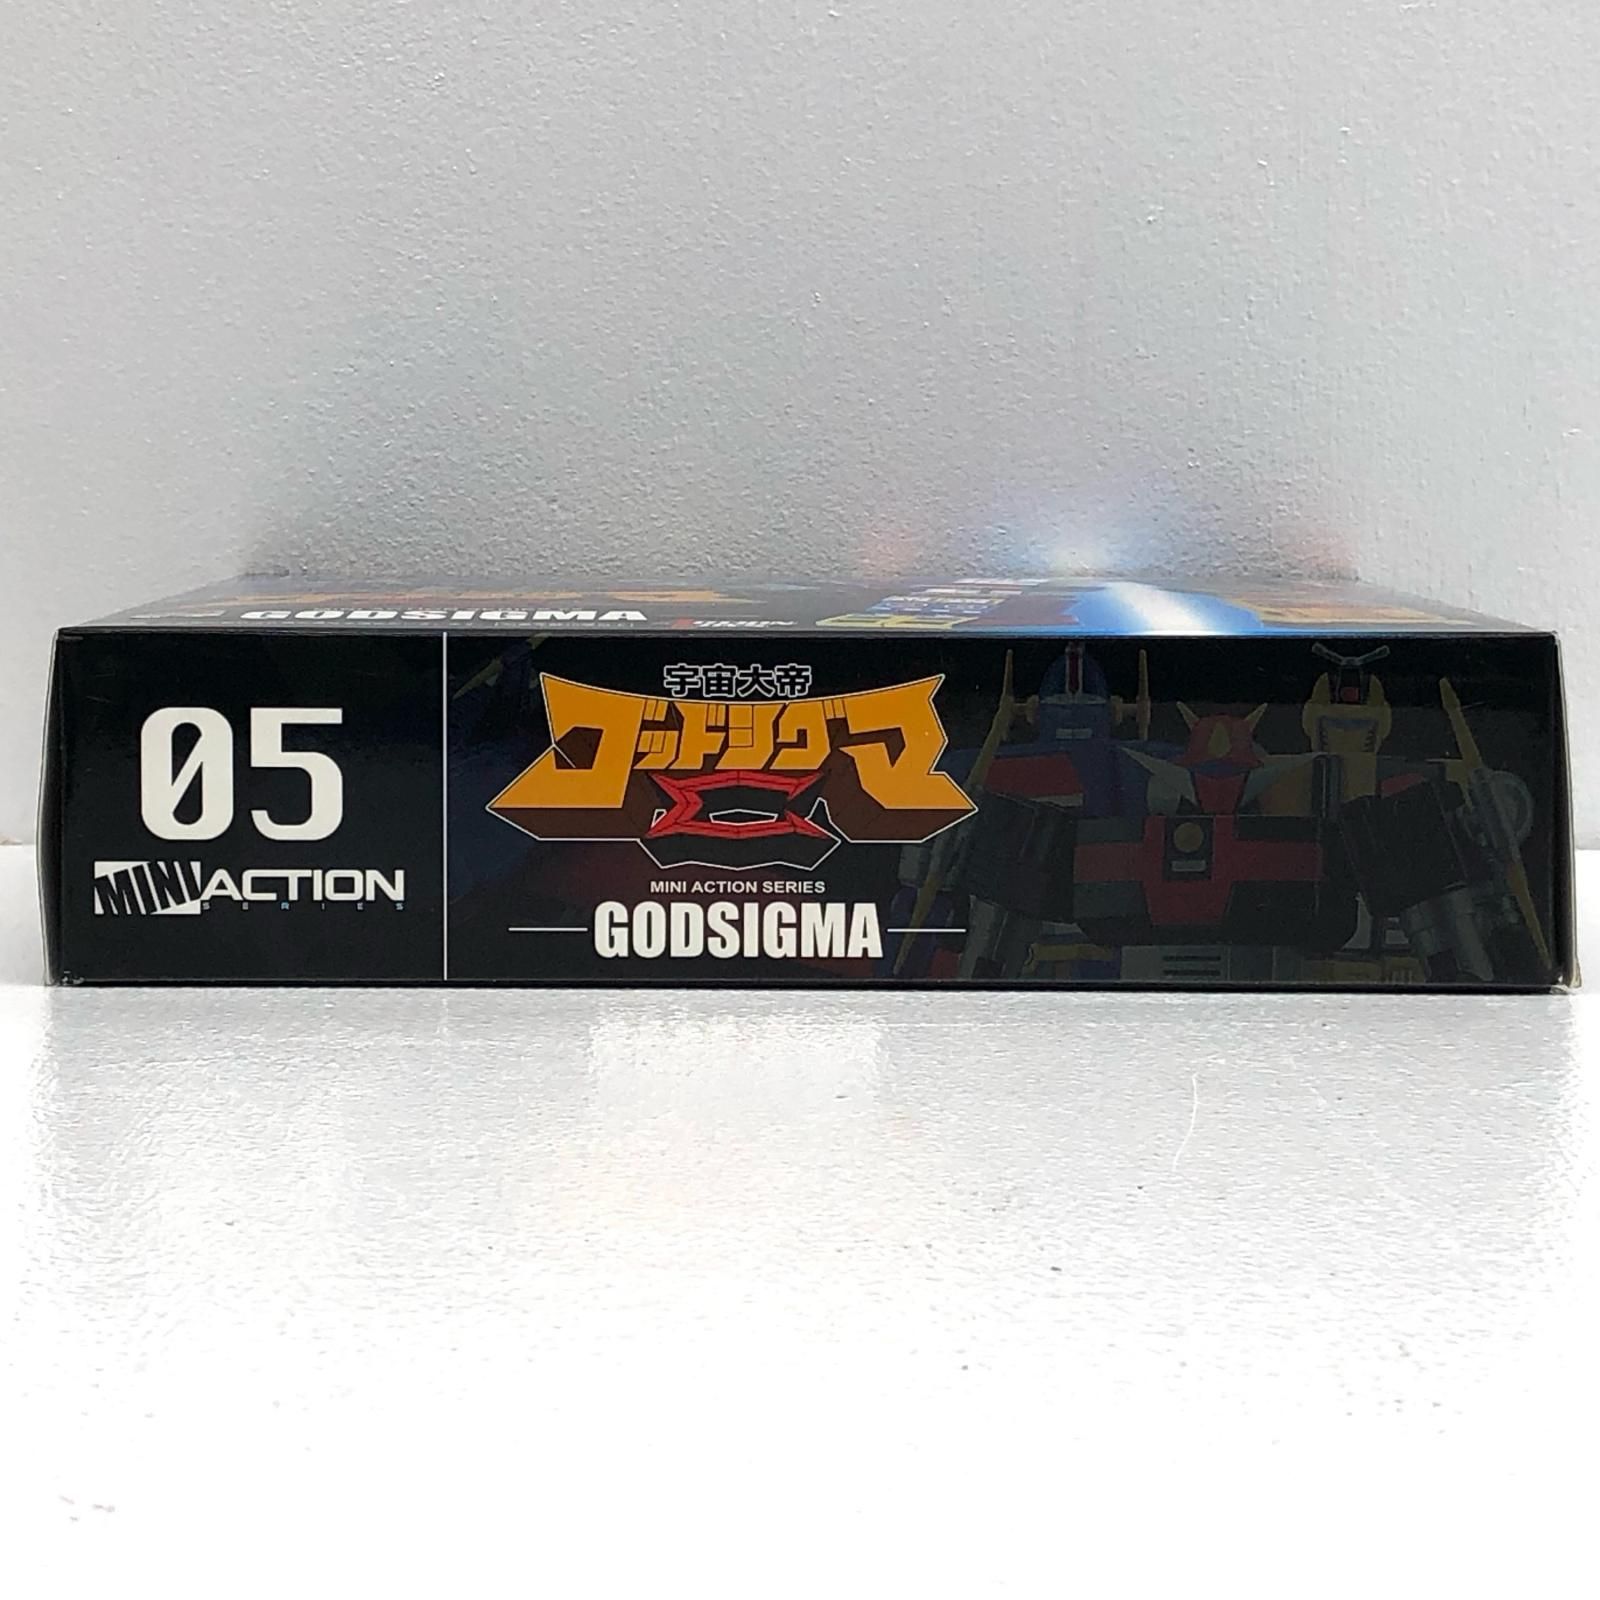 GODSIGMA
05
MINI ACTION
SERIES
宇宙大帝
ゴッドシグマ
Σ
MINI ACTION SERIES
GODSIGMA